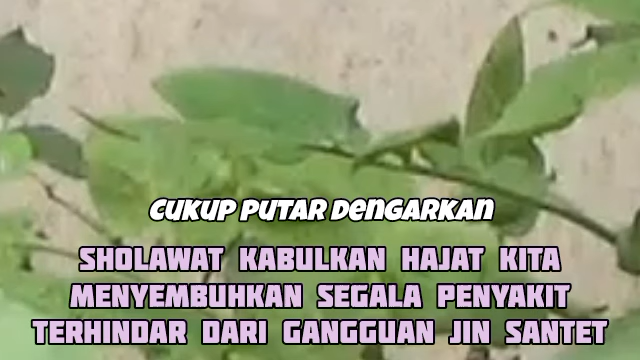 CUKUP PUTAR DENGARKAN
SHOLAWAT KABULKAN HAJAT KITA
MENYEMBUHKAN SEGALA PENYAKIT
TERHINDAR DARI GANGGUAN JIN SANTET